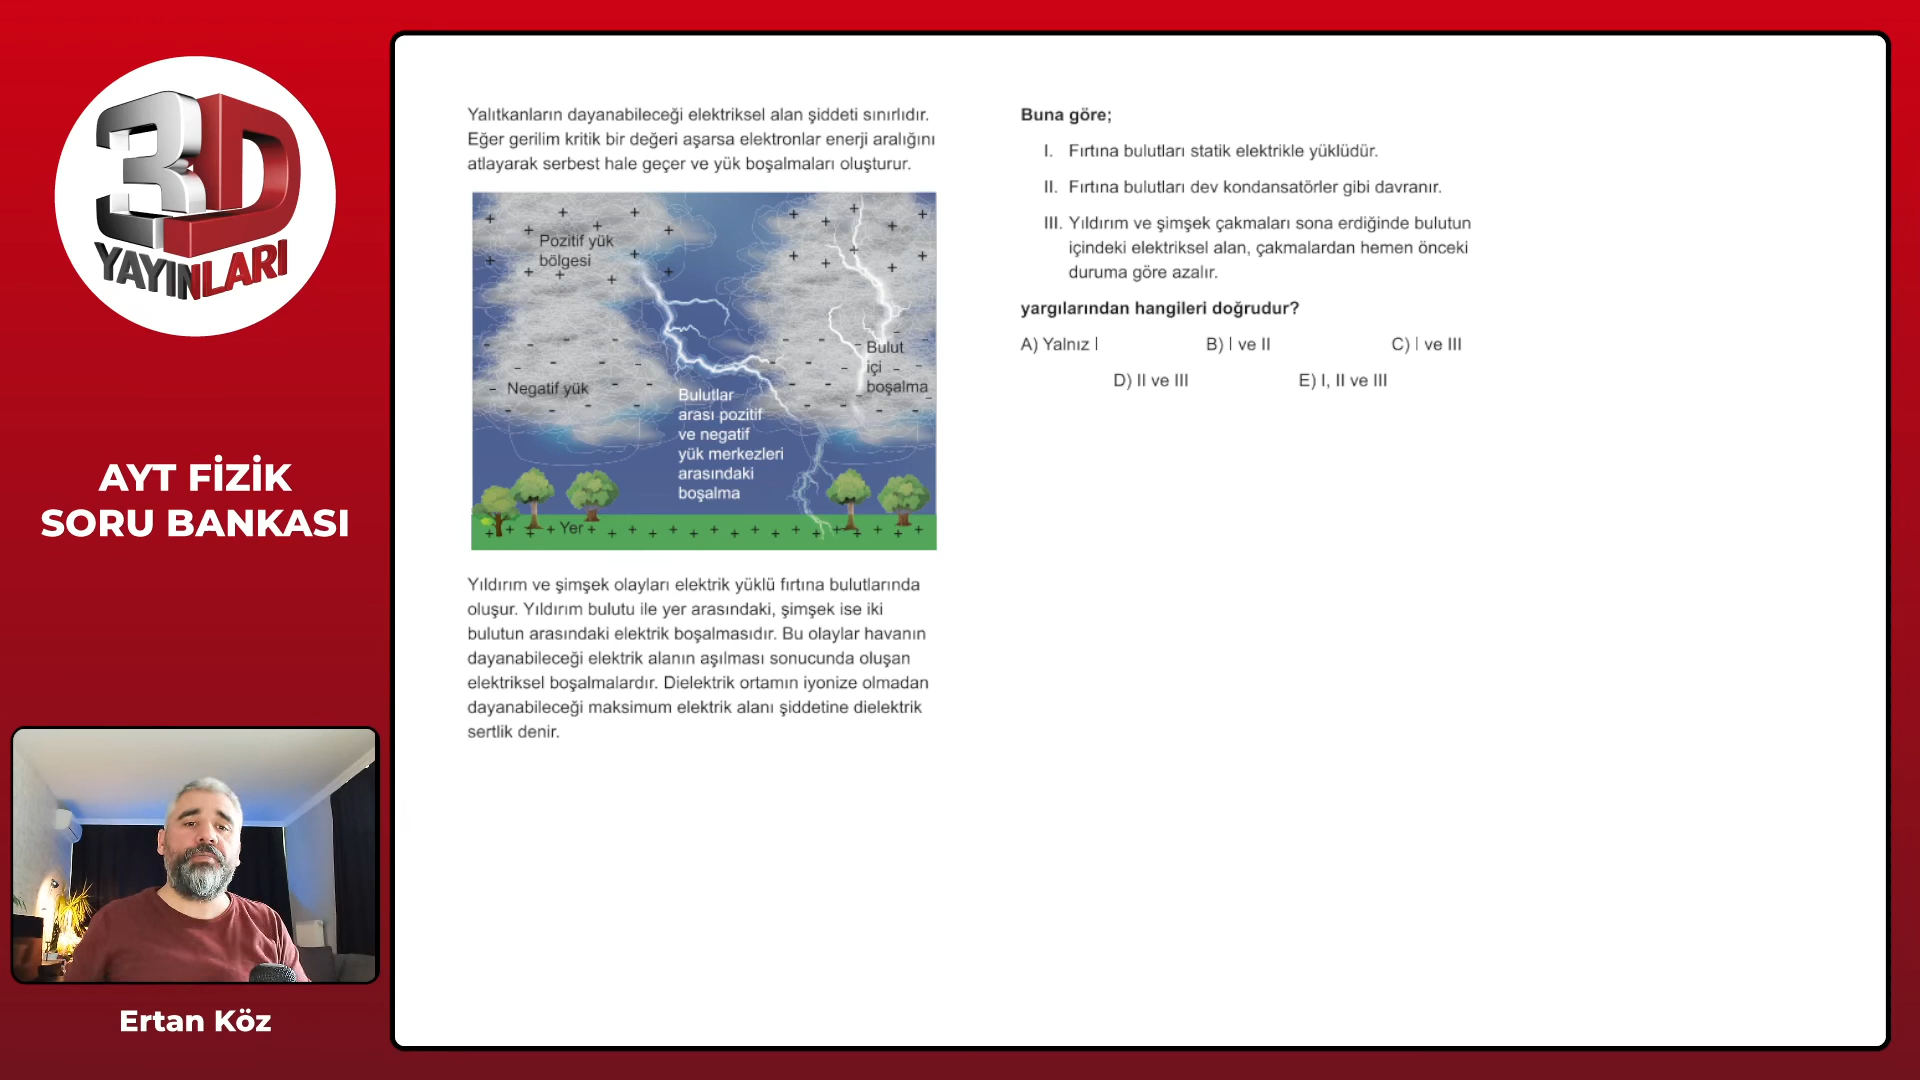 3D
YAYINLARI
AYT FİZİK
SORU BANKASI
Ertan Köz
Yalıtkanların dayanabileceği elektriksel alan şiddeti sınırlıdır.
Eğer gerilim kritik bir değeri aşarsa elektronlar enerji aralığını
atlayarak serbest hale geçer ve yük boşalmaları oluşturur.
Pozitif yük
bölgesi
Negatif yük
Bulutlar
arası pozitif
ve negatif
yük merkezleri
arasındaki
boşalma
Bulut
içi
boşalma
Yer
Yıldırım ve şimşek olayları elektrik yüklü fırtına bulutlarında
oluşur. Yıldırım bulutu ile yer arasındaki, şimşek ise iki
bulutun arasındaki elektrik boşalmasıdır. Bu olaylar havanın
dayanabileceği elektrik alanın aşılması sonucunda oluşan
elektriksel boşalmalardır. Dielektrik ortamın iyonize olmadan
dayanabileceği maksimum elektrik alanı şiddetine dielektrik
sertlik denir.
Buna göre;
I. Fırtına bulutları statik elektrikle yüklüdür.
II. Fırtına bulutları dev kondansatörler gibi davranır.
III. Yıldırım ve şimşek çakmaları sona erdiğinde bulutun
içindeki elektriksel alan, çakmalardan hemen önceki
duruma göre azalır.
yargılarından hangileri doğrudur?
A) Yalnız I B) I ve II C) I ve III
D) II ve III E) I, II ve III